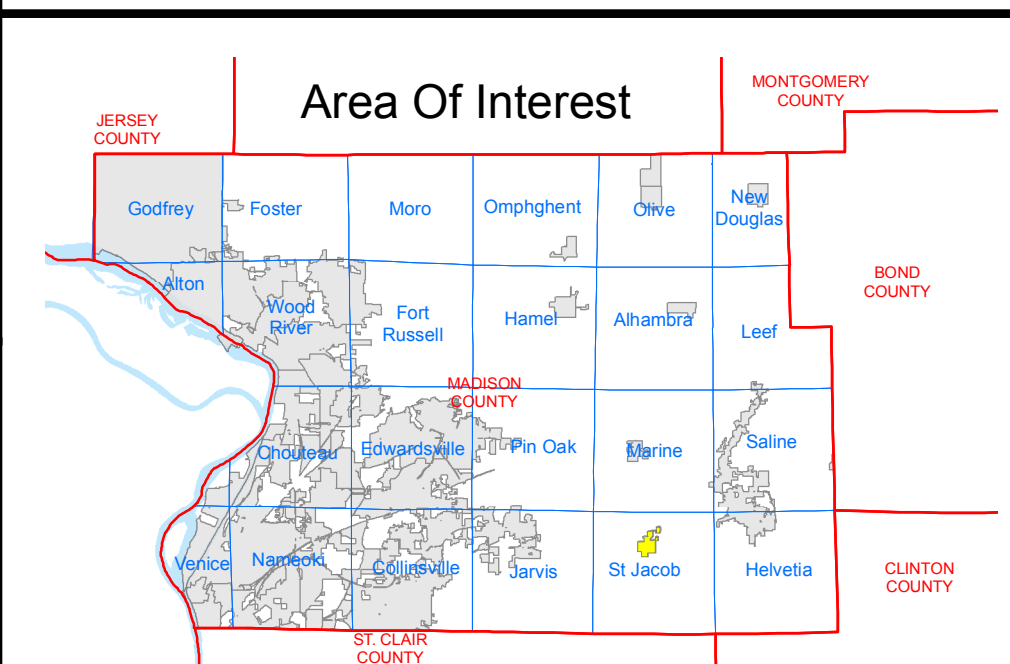 Area Of Interest
MONTGOMERY
COUNTY
JERSEY
COUNTY
Godfrey
Foster
Moro
Omphghent
Olive
New
Douglas
BOND
COUNTY
Alton
Wood
River
Fort
Russell
Hamel
Alhambra
Leef
MADISON
COUNTY
Chouteau
Edwardsville
Pin Oak
Marine
Saline
Venice
Nameoki
Collinsville
Jarvis
St Jacob
Helvetia
CLINTON
COUNTY
ST. CLAIR
COUNTY